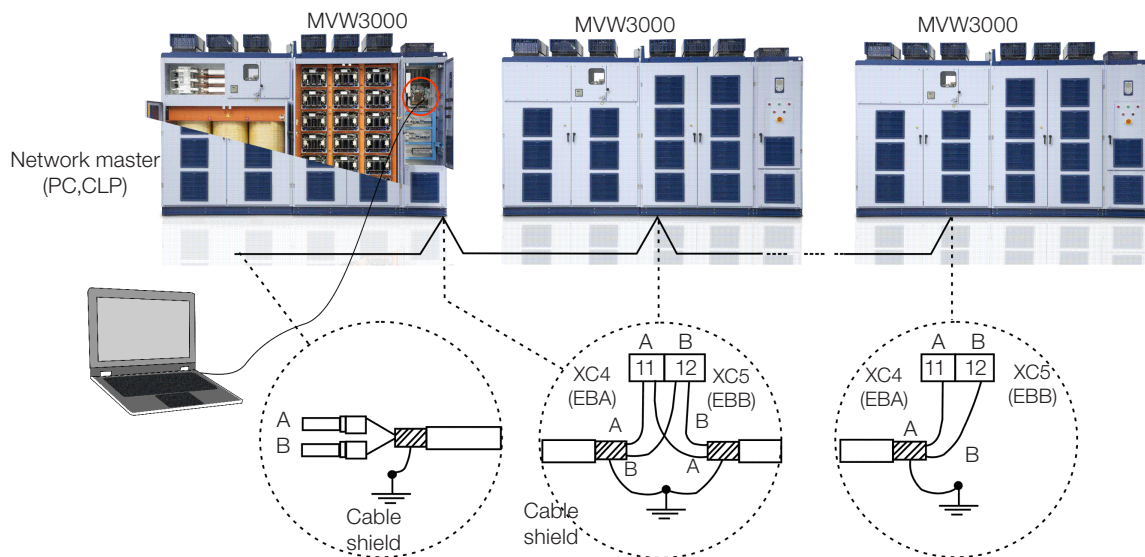 MVW3000
MVW3000
MVW3000
Network master
(PC,CLP)
A
B
Cable
shield
A
B
11
12
XC4
(EBA)
XC5
(EBB)
A
B
B
A
Cable
shield
A
B
11
12
XC4
(EBA)
XC5
(EBB)
A
B